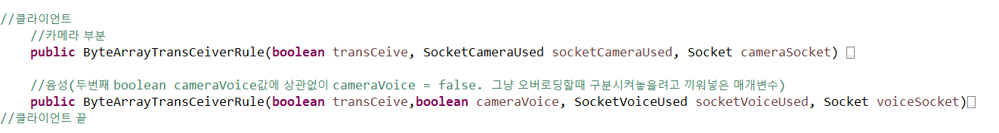 //클라이언트
//카메라 부분
public ByteArrayTransCeiverRule(boolean transCeive, SocketCameraUsed socketCameraUsed, Socket cameraSocket)
//음성(두번째 boolean cameraVoice값에 상관없이 cameraVoice = false. 그냥 오버로딩할때 구분시켜놓을려고 끼워넣은 매개변수)
public ByteArrayTransCeiverRule(boolean transCeive,boolean cameraVoice, SocketVoiceUsed socketVoiceUsed, Socket voiceSocket)
//클라이언트 끝